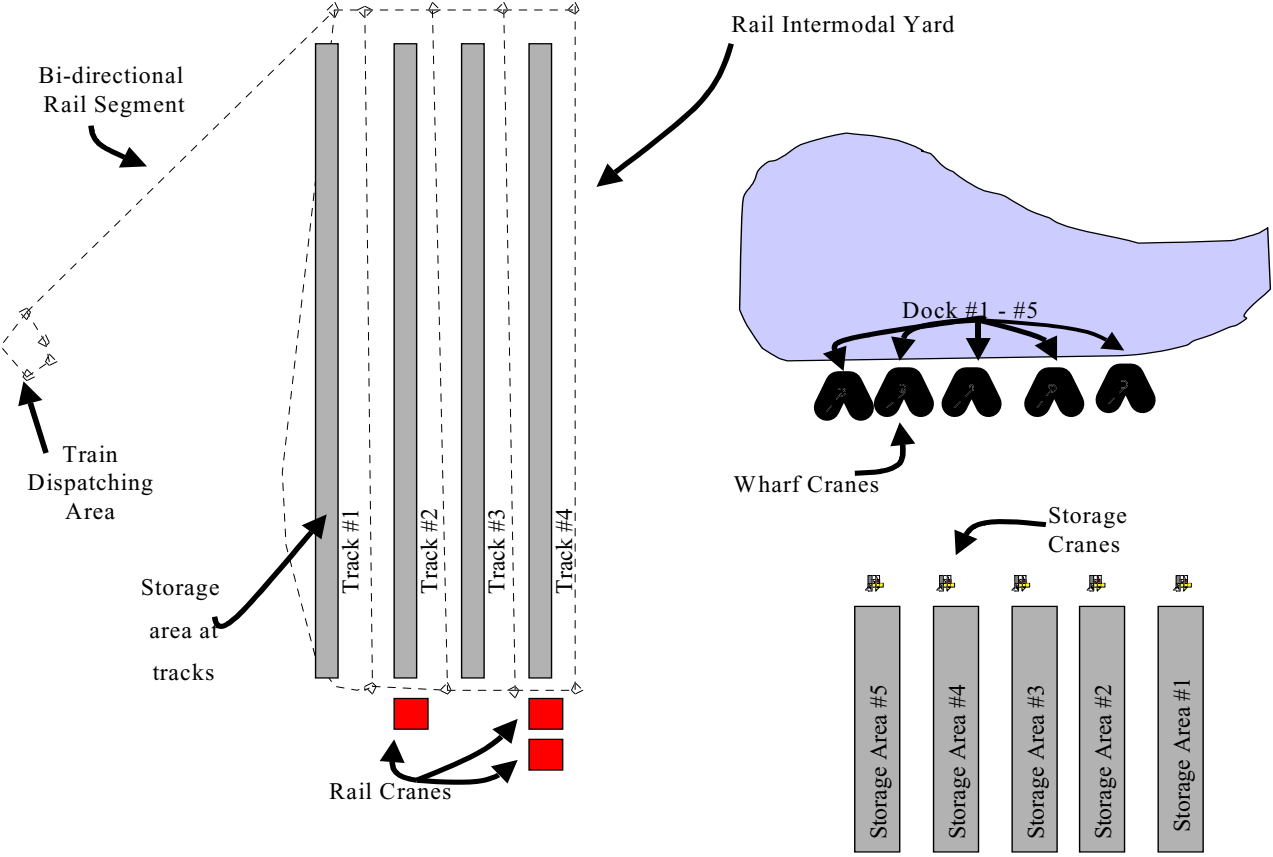 Rail Intermodal Yard
Bi-directional
Rail Segment
Dock #1 - #5
Train
Dispatching
Area
Wharf Cranes
Storage
Cranes
Track #1
Track #2
Track #3
Track #4
Storage
area at
tracks
Rail Cranes
Storage Area #5
Storage Area #4
Storage Area #3
Storage Area #2
Storage Area #1